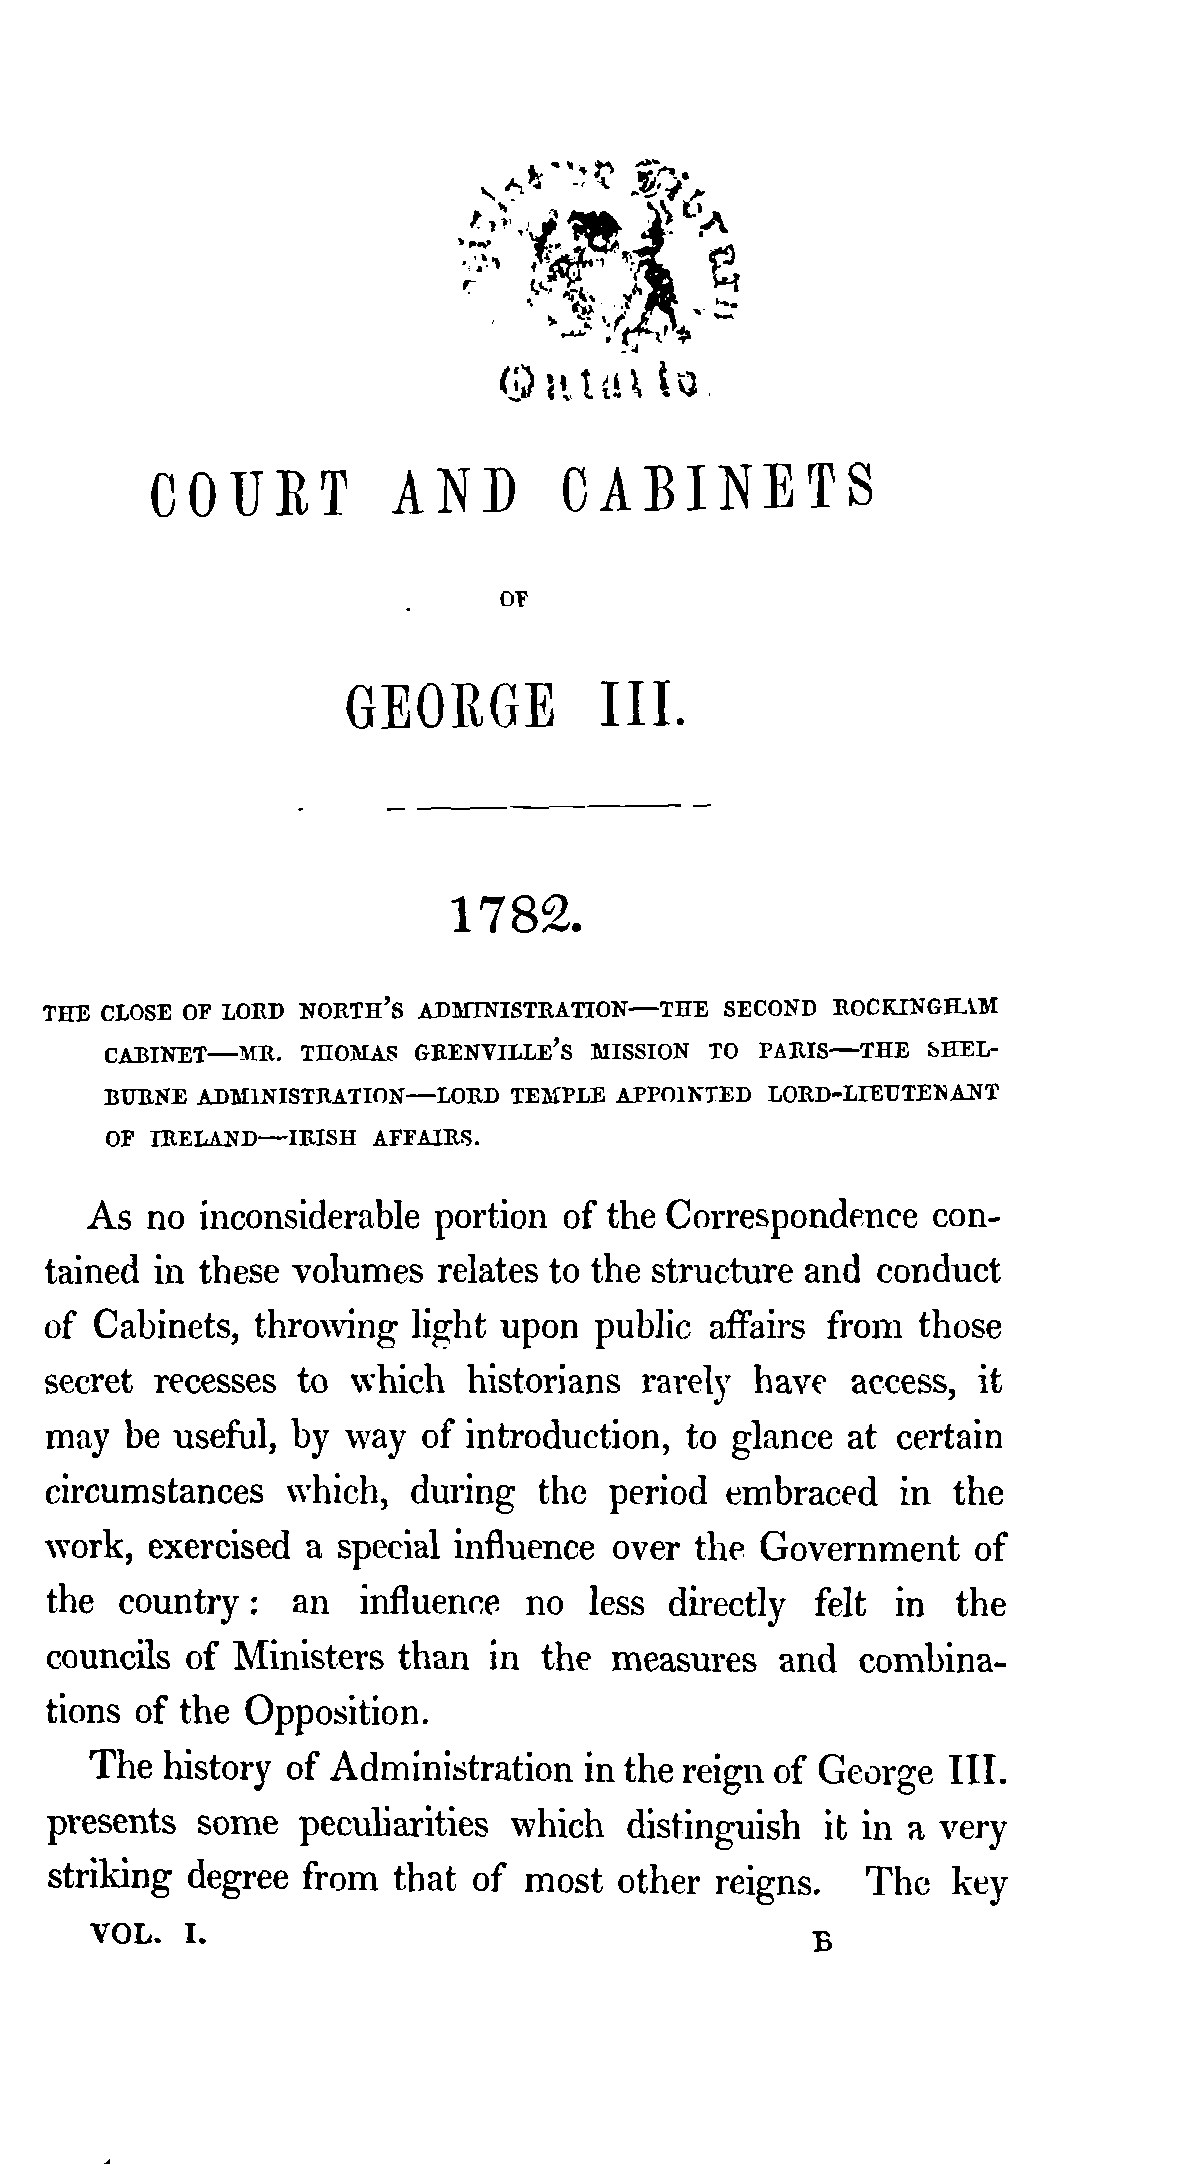 Ontario.
COURT AND CABINETS
OF
GEORGE III.
1782.
THE CLOSE OF LORD NORTH'S ADMINISTRATION—THE SECOND ROCKINGHAM
CABINET—MR. THOMAS GRENVILLE'S MISSION TO PARIS—THE SHEL-
BURNE ADMINISTRATION—LORD TEMPLE APPOINTED LORD-LIEUTENANT
OF IRELAND—IRISH AFFAIRS.
As no inconsiderable portion of the Correspondence con-
tained in these volumes relates to the structure and conduct
of Cabinets, throwing light upon public affairs from those
secret recesses to which historians rarely have access, it
may be useful, by way of introduction, to glance at certain
circumstances which, during the period embraced in the
work, exercised a special influence over the Government of
the country: an influence no less directly felt in the
councils of Ministers than in the measures and combina-
tions of the Opposition.
The history of Administration in the reign of George III.
presents some peculiarities which distinguish it in a very
striking degree from that of most other reigns. The key
VOL. I. B